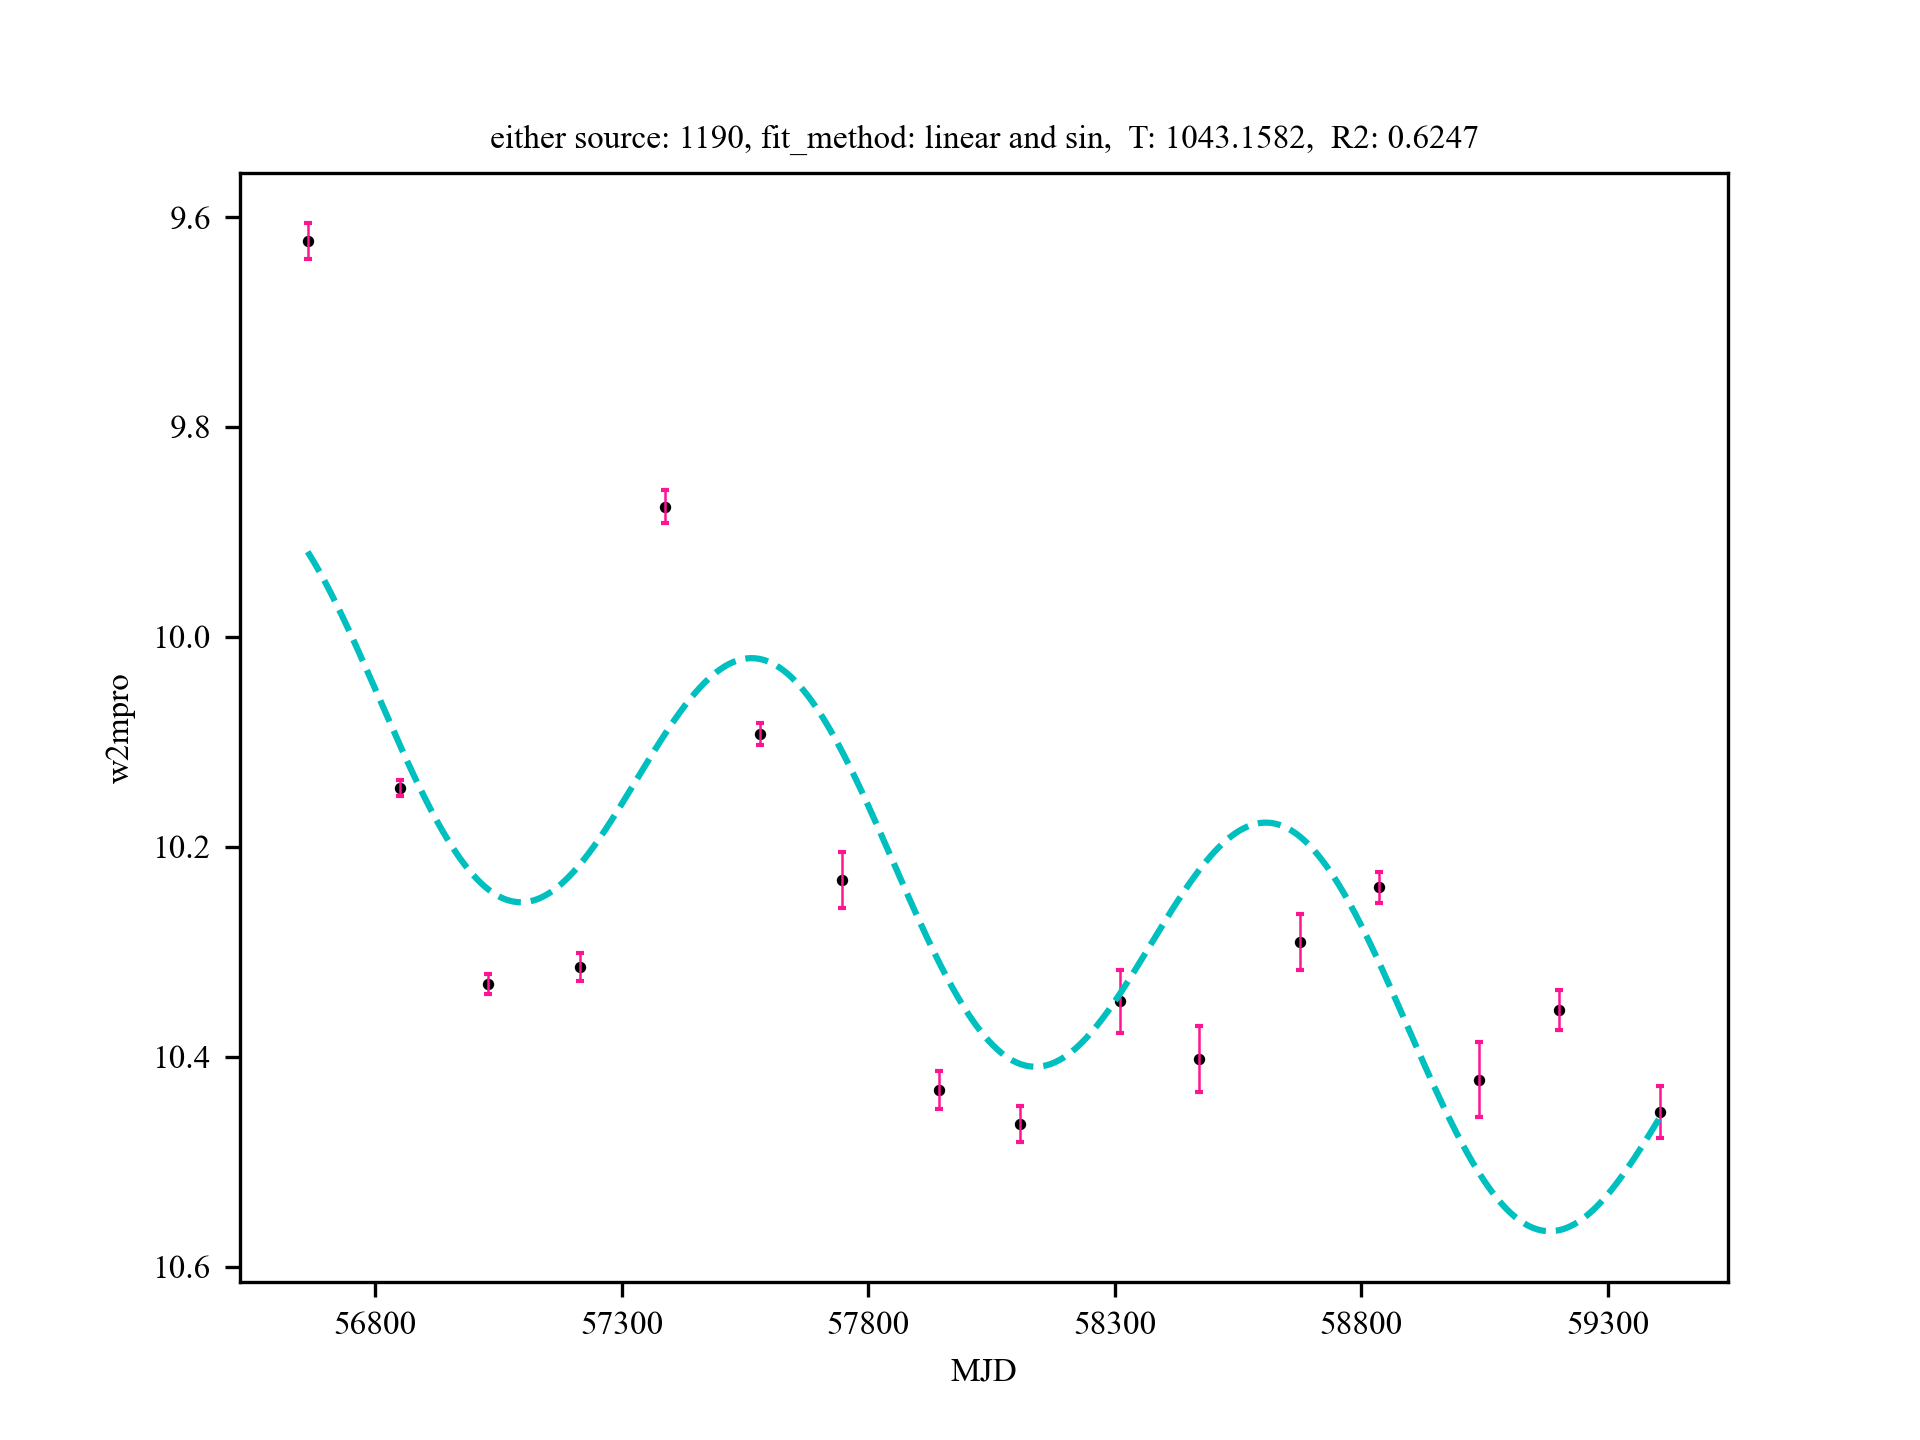 either source: 1190, fit_method: linear and sin,  T: 1043.1582,  R2: 0.6247
9.6
9.8
10.0
10.2
10.4
10.6
w2mpro
56800 57300 57800 58300 58800 59300
MJD